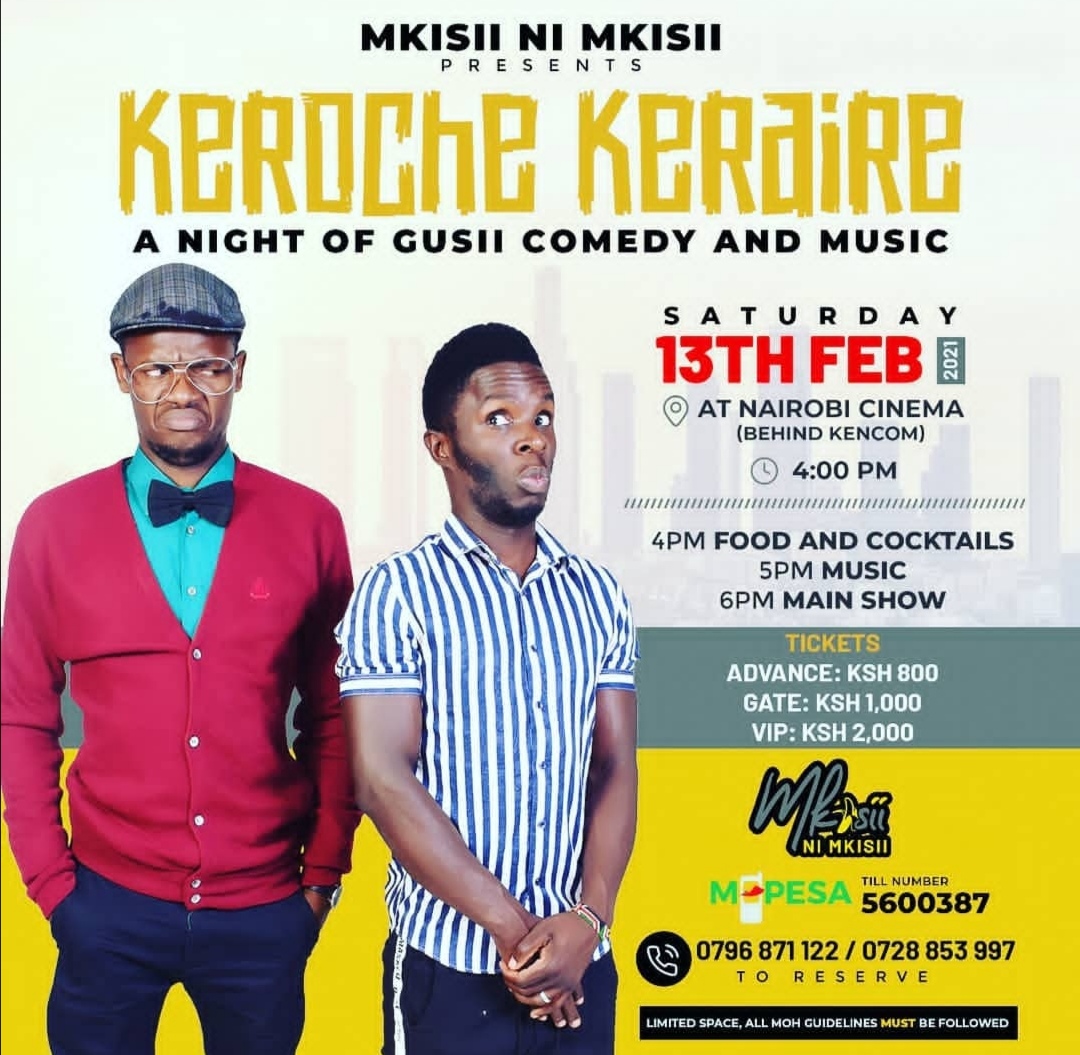 MKISII NI MKISII
PRESENTS
KEROCHE KERAIRE
A NIGHT OF GUSII COMEDY AND MUSIC
SATURDAY
13TH FEB 2021
AT NAIROBI CINEMA
(BEHIND KENCOM)
4:00 PM
4PM FOOD AND COCKTAILS
5PM MUSIC
6PM MAIN SHOW
TICKETS
ADVANCE: KSH 800
GATE: KSH 1,000
VIP: KSH 2,000
Mkisii
NI MKISII
M-PESA TILL NUMBER
5600387
0796 871 122 / 0728 853 997
TO RESERVE
LIMITED SPACE, ALL MOH GUIDELINES MUST BE FOLLOWED